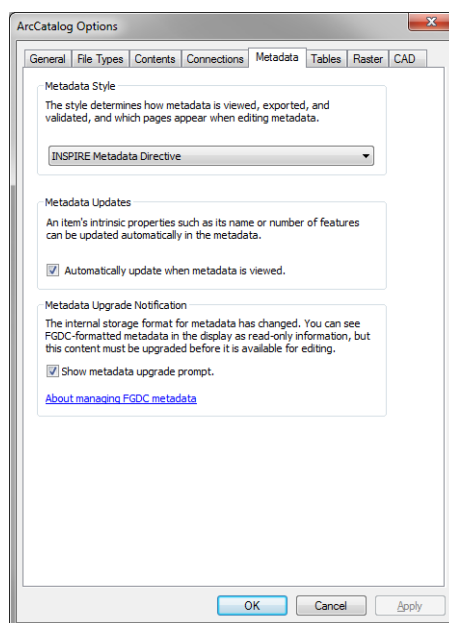 ArcCatalog Options
General File Types Contents Connections Metadata Tables Raster CAD
Metadata Style
The style determines how metadata is viewed, exported, and
validated, and which pages appear when editing metadata.
INSPIRE Metadata Directive
Metadata Updates
An item's intrinsic properties such as its name or number of features
can be updated automatically in the metadata.
Automatically update when metadata is viewed.
Metadata Upgrade Notification
The internal storage format for metadata has changed. You can see
FGDC-formatted metadata in the display as read-only information, but
this content must be upgraded before it is available for editing.
Show metadata upgrade prompt.
About managing FGDC metadata
OK Cancel Apply